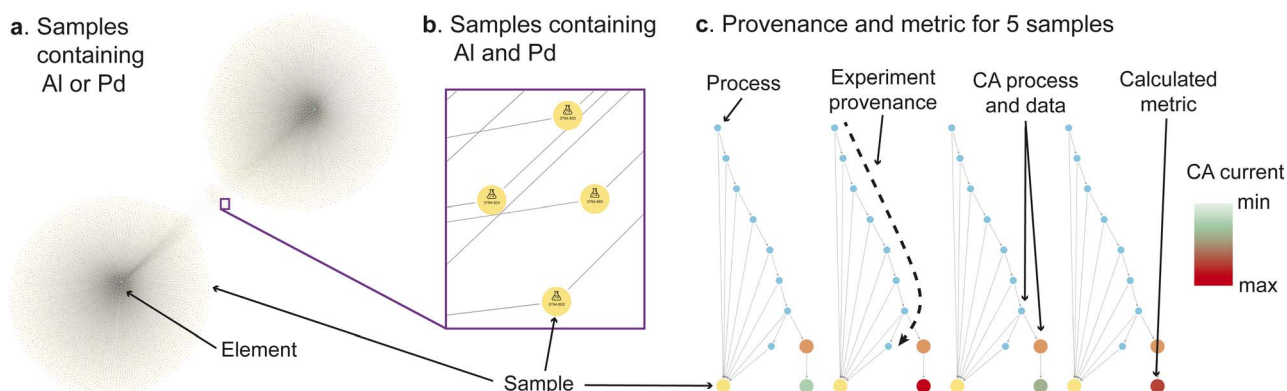 a. Samples
containing
Al or Pd
b. Samples containing
Al and Pd
c. Provenance and metric for 5 samples
Process
Experiment
provenance
CA process
and data
Calculated
metric
CA current
min
max
Element
Sample